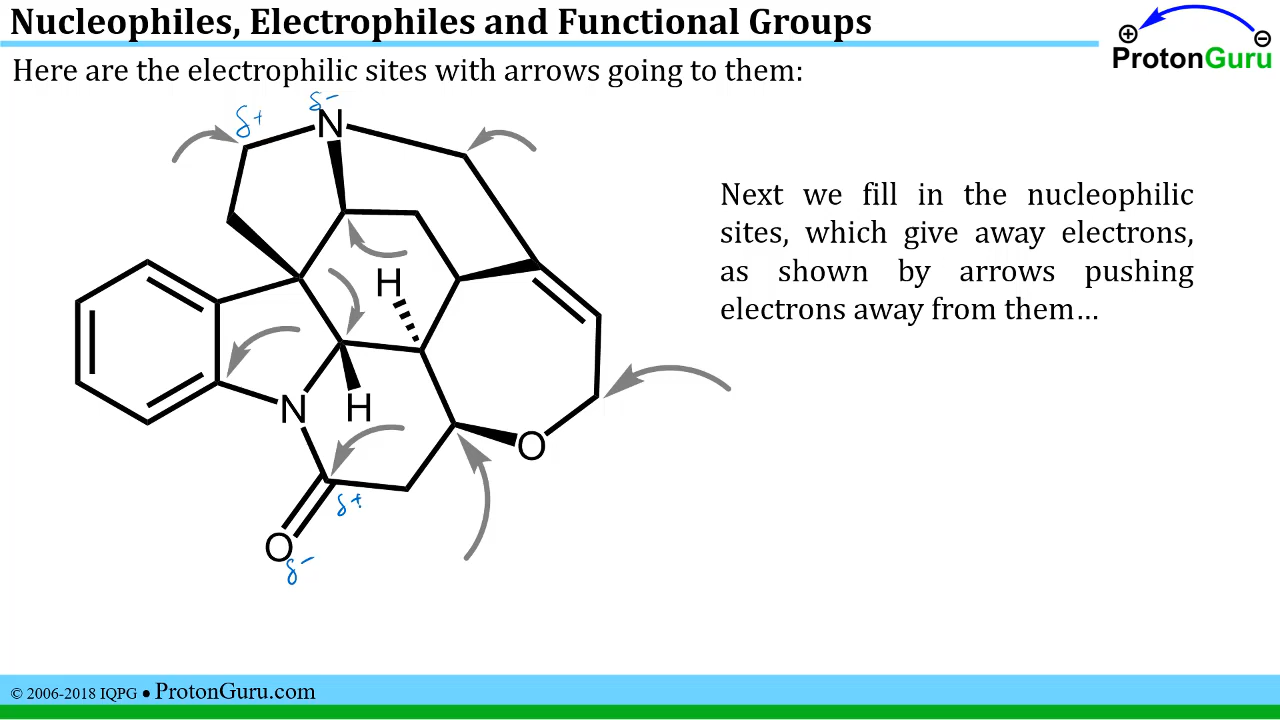 Nucleophiles, Electrophiles and Functional Groups
⊕ ⊖
ProtonGuru
Here are the electrophilic sites with arrows going to them:
δ+ δ-
N
Next we fill in the nucleophilic
sites, which give away electrons,
as shown by arrows pushing
electrons away from them...
H
N H
O
δ+
O
δ-
© 2006-2018 IQPG ● ProtonGuru.com